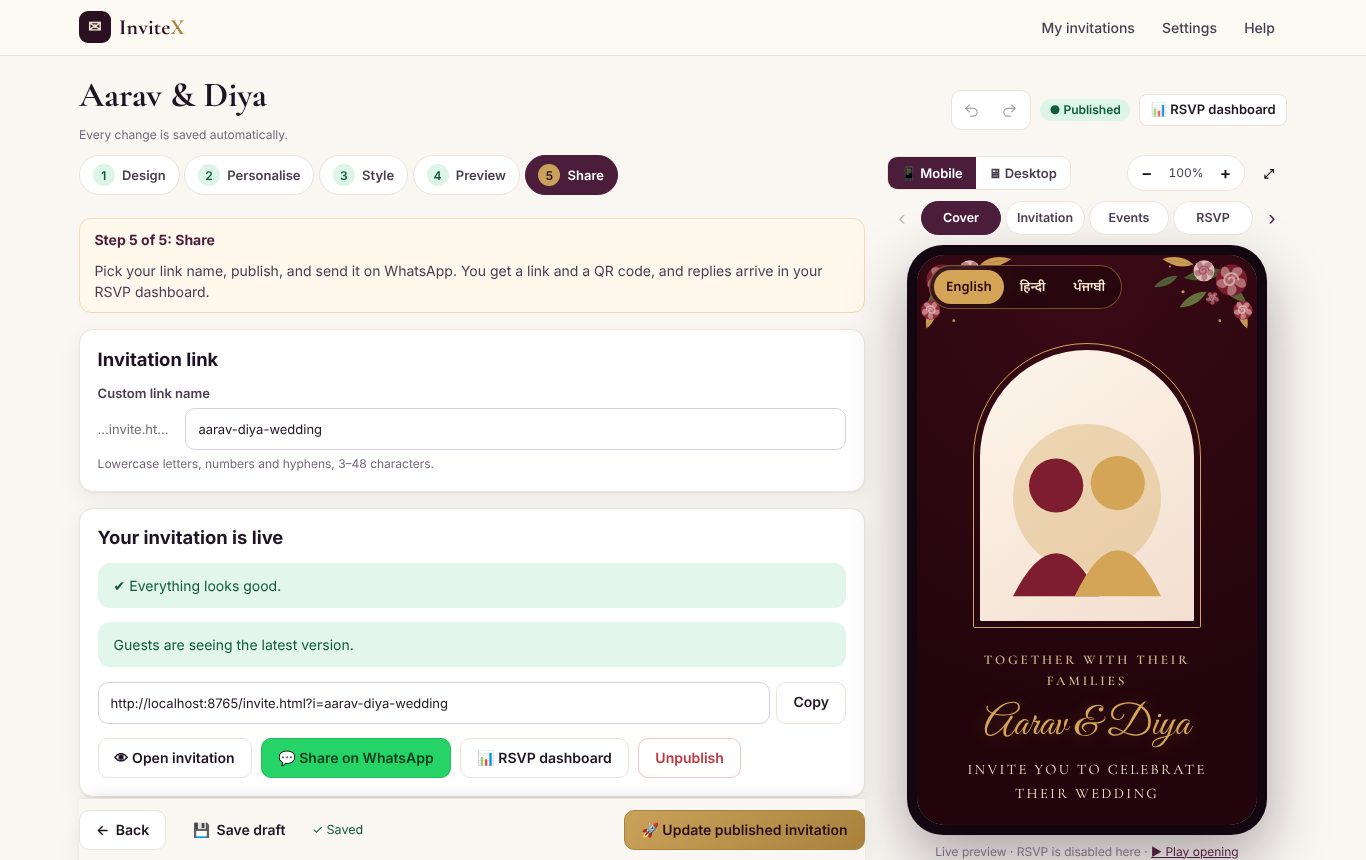 ✉ InviteX
My invitations Settings Help
Aarav & Diya
Every change is saved automatically.
Published 📊 RSVP dashboard
1 Design 2 Personalise 3 Style 4 Preview 5 Share
📱 Mobile 🖥 Desktop − 100% +
‹ Cover Invitation Events RSVP ›
Step 5 of 5: Share
Pick your link name, publish, and send it on WhatsApp. You get a link and a QR code, and replies arrive in your
RSVP dashboard.
Invitation link
Custom link name
...invite.ht... aarav-diya-wedding
Lowercase letters, numbers and hyphens, 3–48 characters.
Your invitation is live
✔ Everything looks good.
Guests are seeing the latest version.
http://localhost:8765/invite.html?i=aarav-diya-wedding Copy
👁 Open invitation 💬 Share on WhatsApp 📊 RSVP dashboard Unpublish
← Back 💾 Save draft ✓ Saved 🚀 Update published invitation
English हिन्दी ਪੰਜਾਬੀ
TOGETHER WITH THEIR
FAMILIES
Aarav & Diya
INVITE YOU TO CELEBRATE
THEIR WEDDING
Live preview · RSVP is disabled here · ▶ Play opening